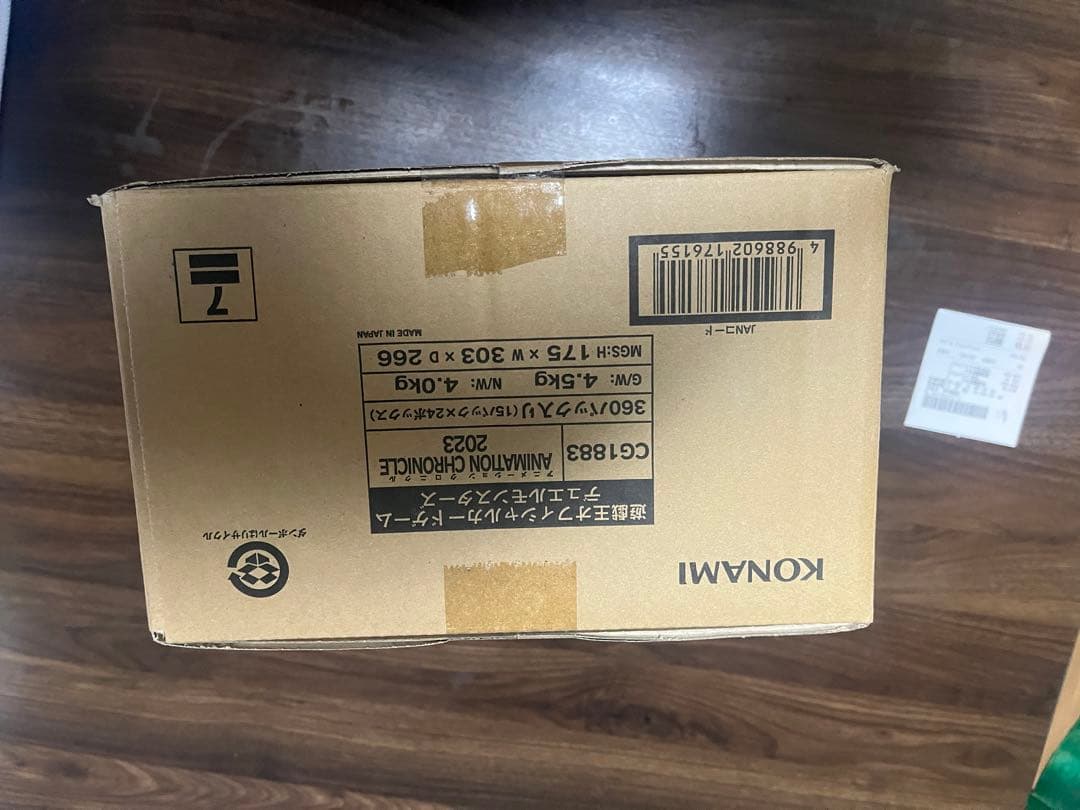 KONAMI
ダンボールはリサイクル
遊戯王オフィシャルカードゲーム
デュエルモンスターズ
CG1883
アニメーション クロニクル
ANIMATION CHRONICLE
2023
360パック入り(15パック×24ボックス)
G/W: 4.5kg N/W: 4.0kg
MGS:H 175 × W 303 × D 266
MADE IN JAPAN
JANコード
4 988602 176155
7